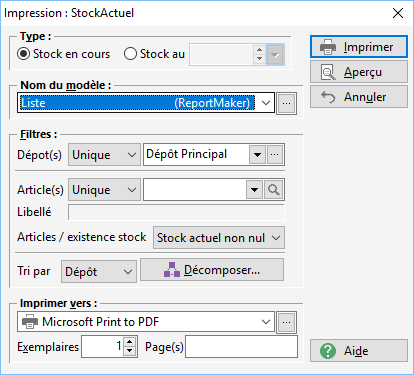 Impression : StockActuel
Type :
Stock en cours Stock au
Imprimer
Aperçu
Annuler
Nom du modèle :
Liste (ReportMaker)
Filtres :
Dépot(s) Unique Dépôt Principal
Article(s) Unique
Libellé
Articles / existence stock Stock actuel non nul
Tri par Dépôt Décomposer...
Imprimer vers :
Microsoft Print to PDF
Exemplaires 1 Page(s)
Aide